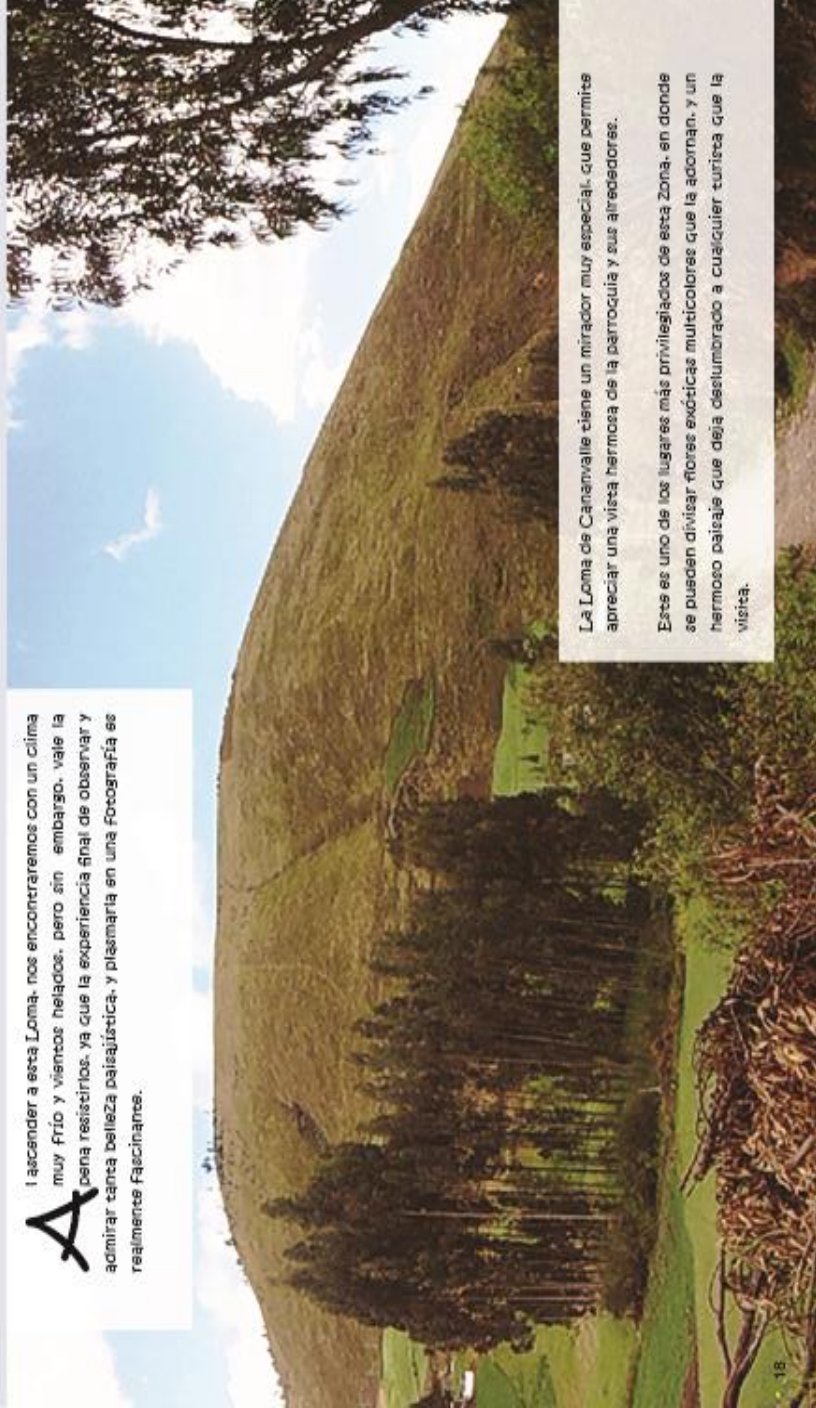 Al ascender a esta Loma, nos encontraremos con un clima
muy frío y vientos helados, pero sin embargo, vale la
pena resistirlos, ya que la experiencia final de observar y
admirar tanta belleza paisajística, y plasmarla en una fotografía es
realmente fascinante.
La Loma de Cananvalle tiene un mirador muy especial, que permite
apreciar una vista hermosa de la parroquia y sus alrededores.
Este es uno de los lugares más privilegiados de esta Zona, en donde
se pueden divisar flores exóticas multicolores que la adornan, y un
hermoso paisaje que deja deslumbrado a cualquier turista que la
visita.
18